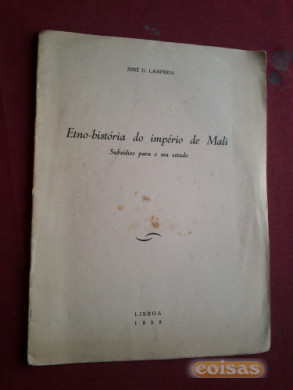 JOSÉ D. LAMPREIA
Etno-história do império de Mali
Subsídios para o seu estudo
LISBOA
coisas